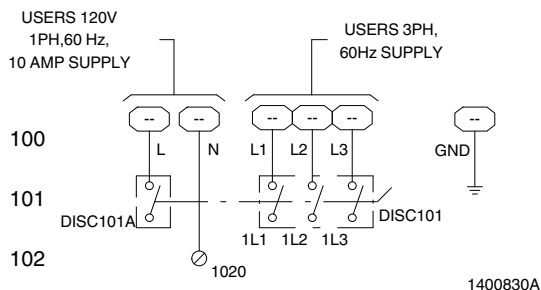 USERS 120V
1PH,60 Hz,
10 AMP SUPPLY
USERS 3PH,
60Hz SUPPLY
-- -- -- -- -- --
100
L N L1 L2 L3 GND
101
DISC101A DISC101
1L1 1L2 1L3
102
1020
1400830A